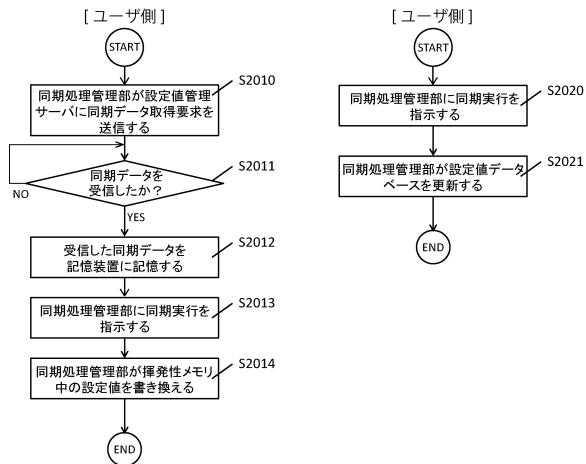 [ ユーザ側 ]
START
S2010
同期処理管理部が設定値管理
サーバに同期データ取得要求を
送信する
S2011
同期データを
受信したか？
NO
YES
S2012
受信した同期データを
記憶装置に記憶する
S2013
同期処理管理部に同期実行を
指示する
S2014
同期処理管理部が揮発性メモリ
中の設定値を書き換える
END
[ ユーザ側 ]
START
S2020
同期処理管理部に同期実行を
指示する
S2021
同期処理管理部が設定値データ
ベースを更新する
END